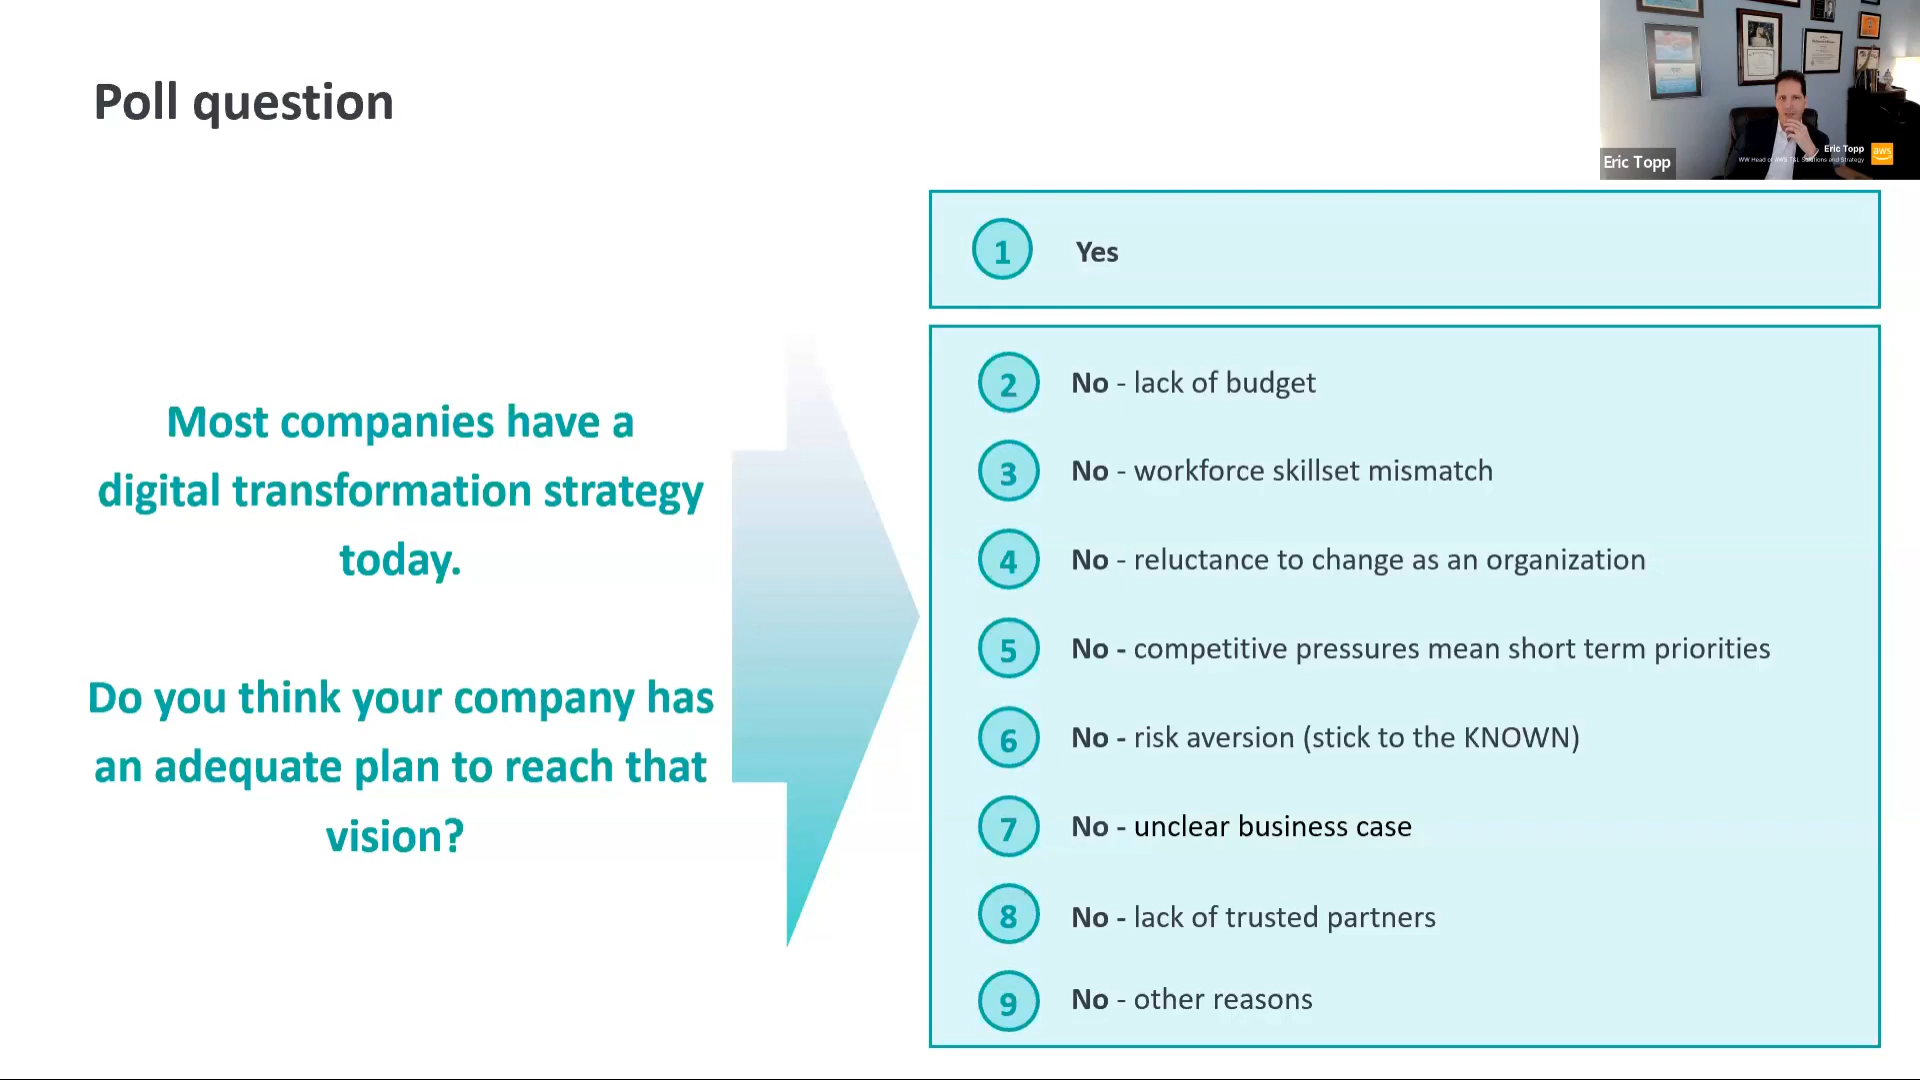 Poll question
Eric Topp
Eric Topp
aws
Most companies have a
digital transformation strategy
today.
Do you think your company has
an adequate plan to reach that
vision?
1 Yes
2 No - lack of budget
3 No - workforce skillset mismatch
4 No - reluctance to change as an organization
5 No - competitive pressures mean short term priorities
6 No - risk aversion (stick to the KNOWN)
7 No - unclear business case
8 No - lack of trusted partners
9 No - other reasons